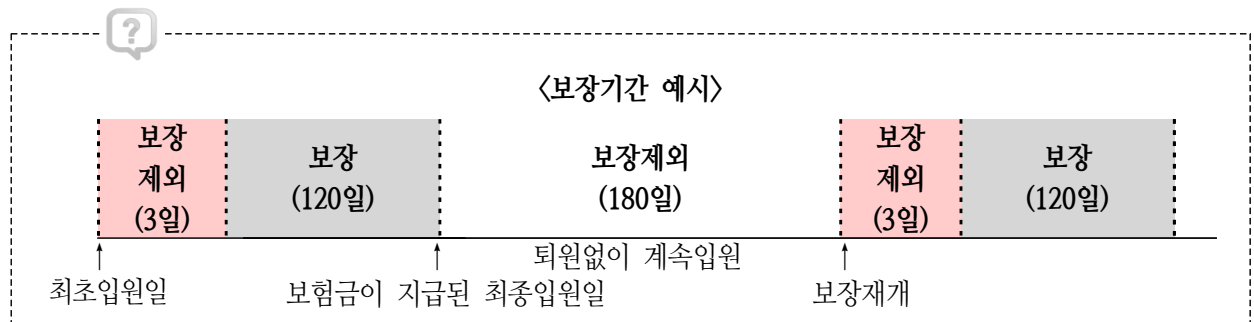 ?
〈보장기간 예시〉
보장
제외
(3일)
보장
(120일)
보장제외
(180일)
보장
제외
(3일)
보장
(120일)
퇴원없이 계속입원
최초입원일
보험금이 지급된 최종입원일
보장재개